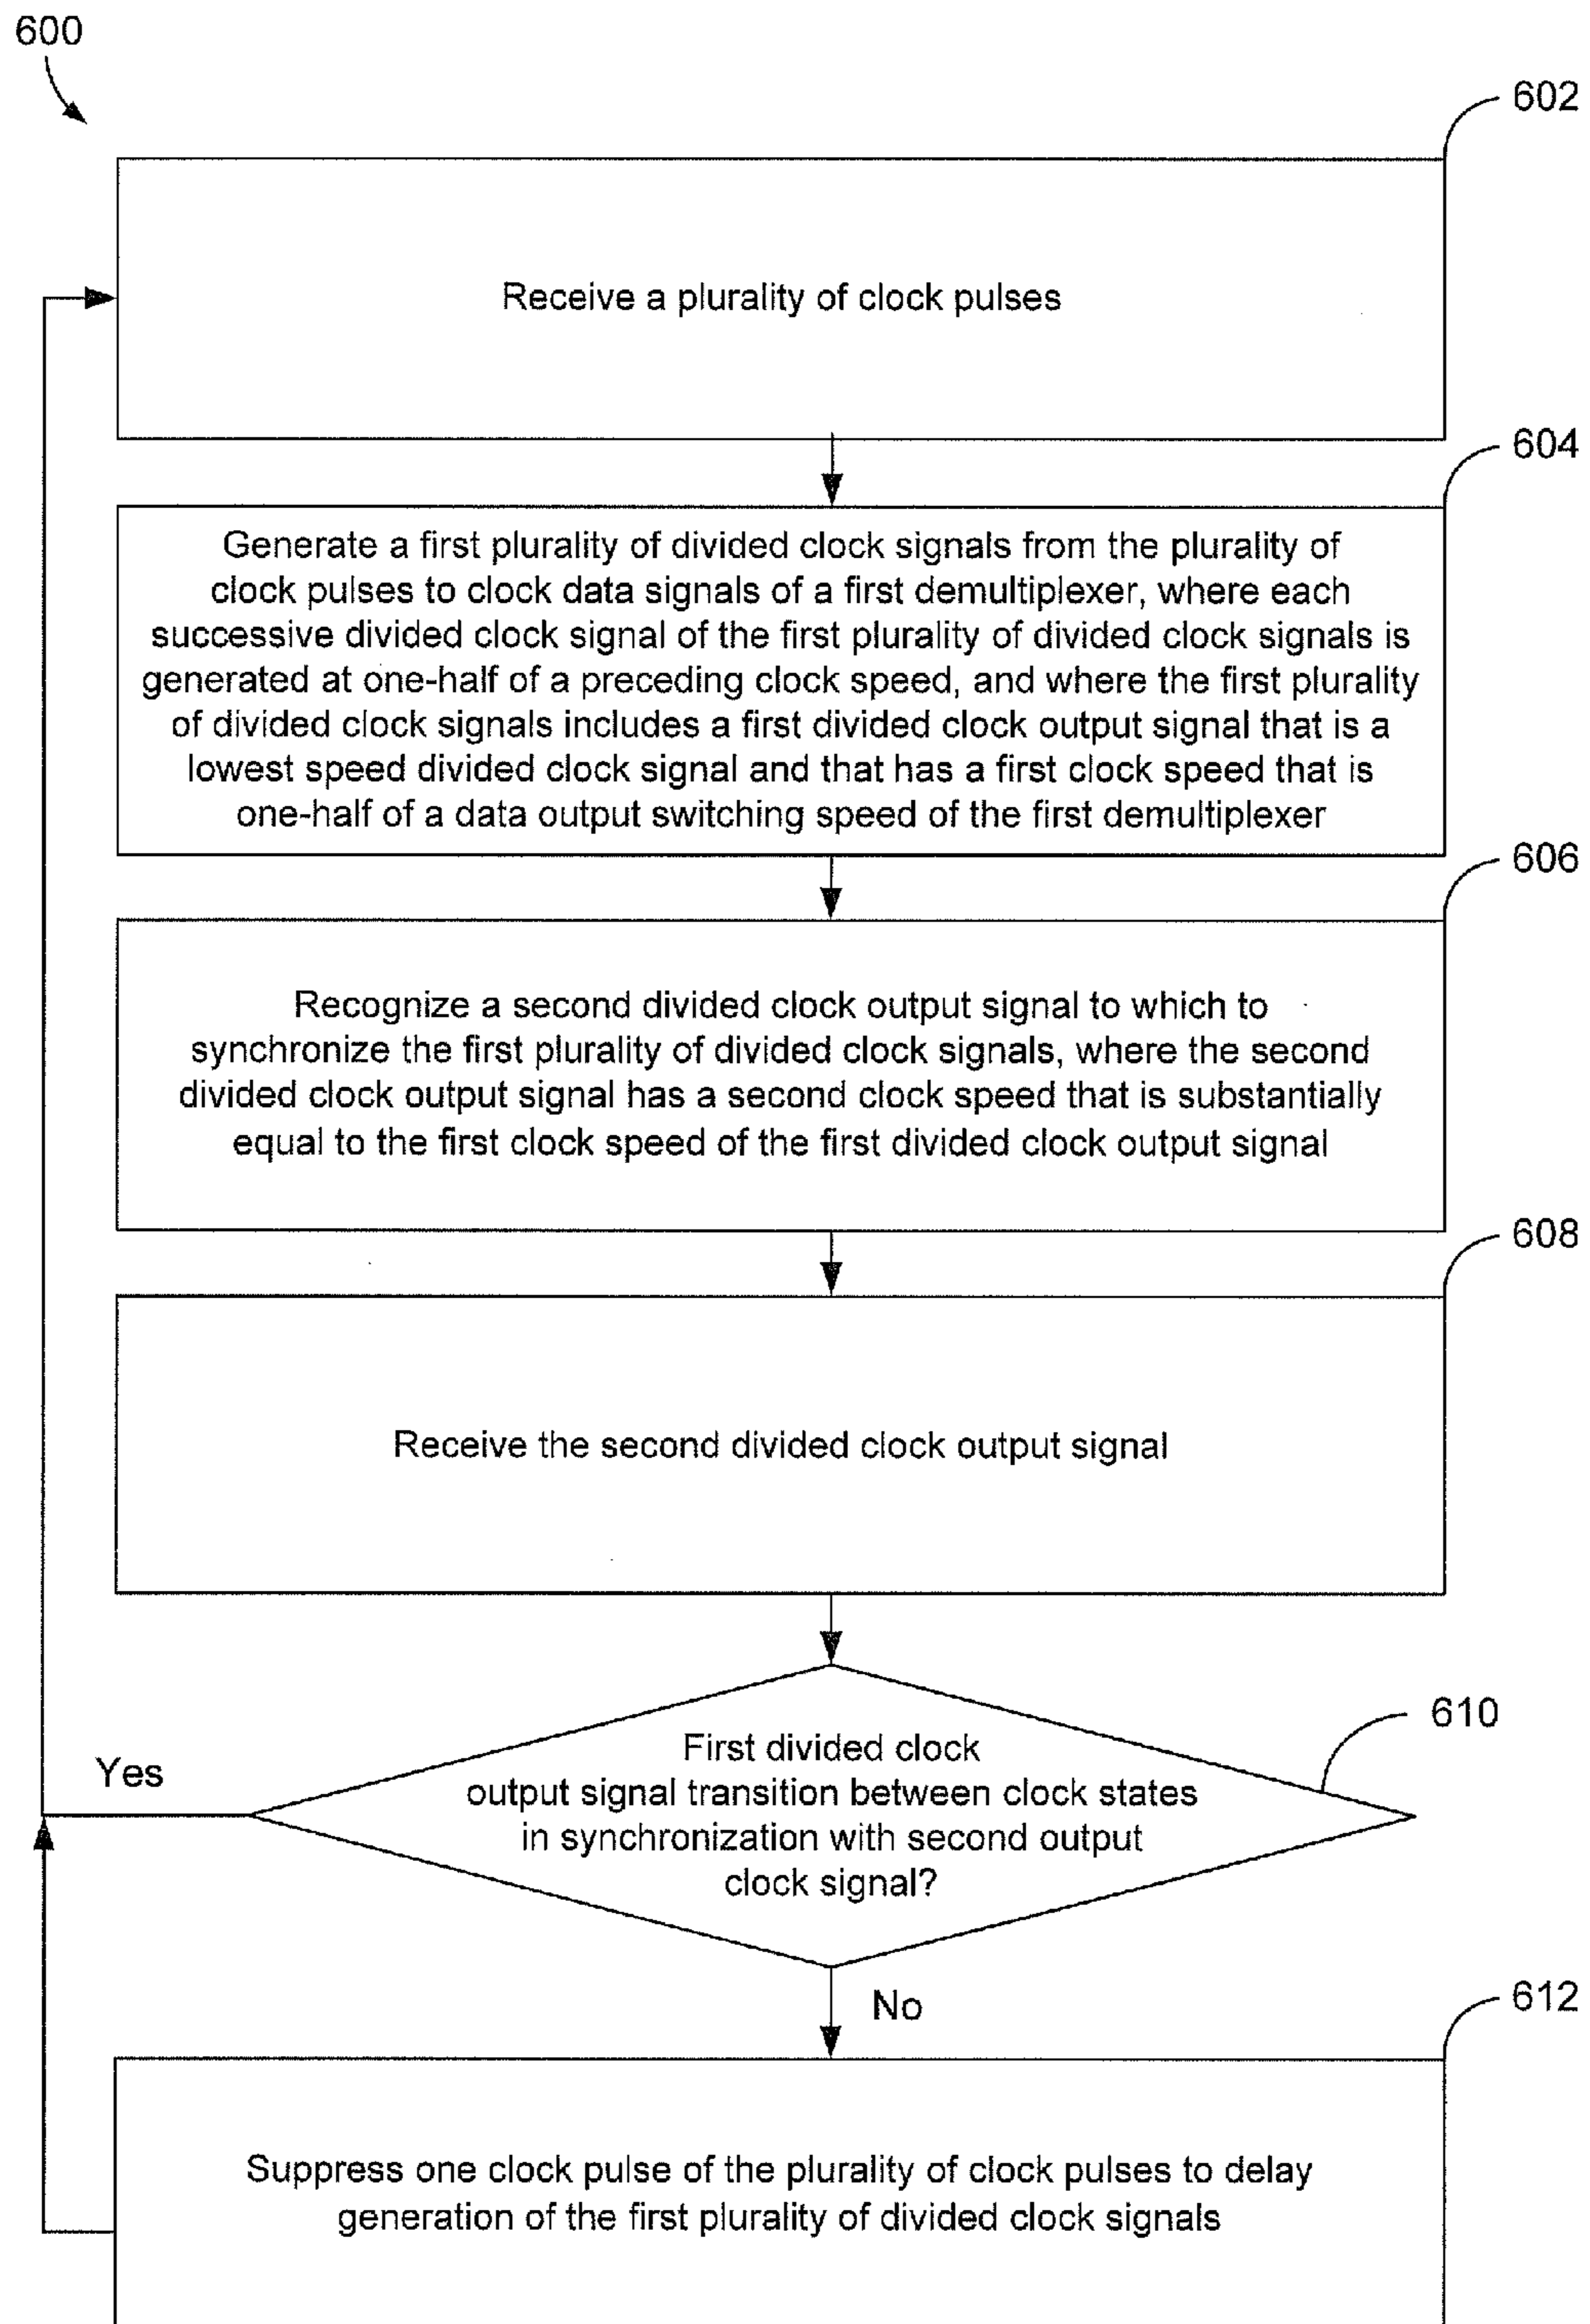 600
602
Receive a plurality of clock pulses
604
Generate a first plurality of divided clock signals from the plurality of
clock pulses to clock data signals of a first demultiplexer, where each
successive divided clock signal of the first plurality of divided clock signals is
generated at one-half of a preceding clock speed, and where the first plurality
of divided clock signals includes a first divided clock output signal that is a
lowest speed divided clock signal and that has a first clock speed that is
one-half of a data output switching speed of the first demultiplexer
606
Recognize a second divided clock output signal to which to
synchronize the first plurality of divided clock signals, where the second
divided clock output signal has a second clock speed that is substantially
equal to the first clock speed of the first divided clock output signal
608
Receive the second divided clock output signal
610
First divided clock
output signal transition between clock states
in synchronization with second output
clock signal?
Yes
No
612
Suppress one clock pulse of the plurality of clock pulses to delay
generation of the first plurality of divided clock signals